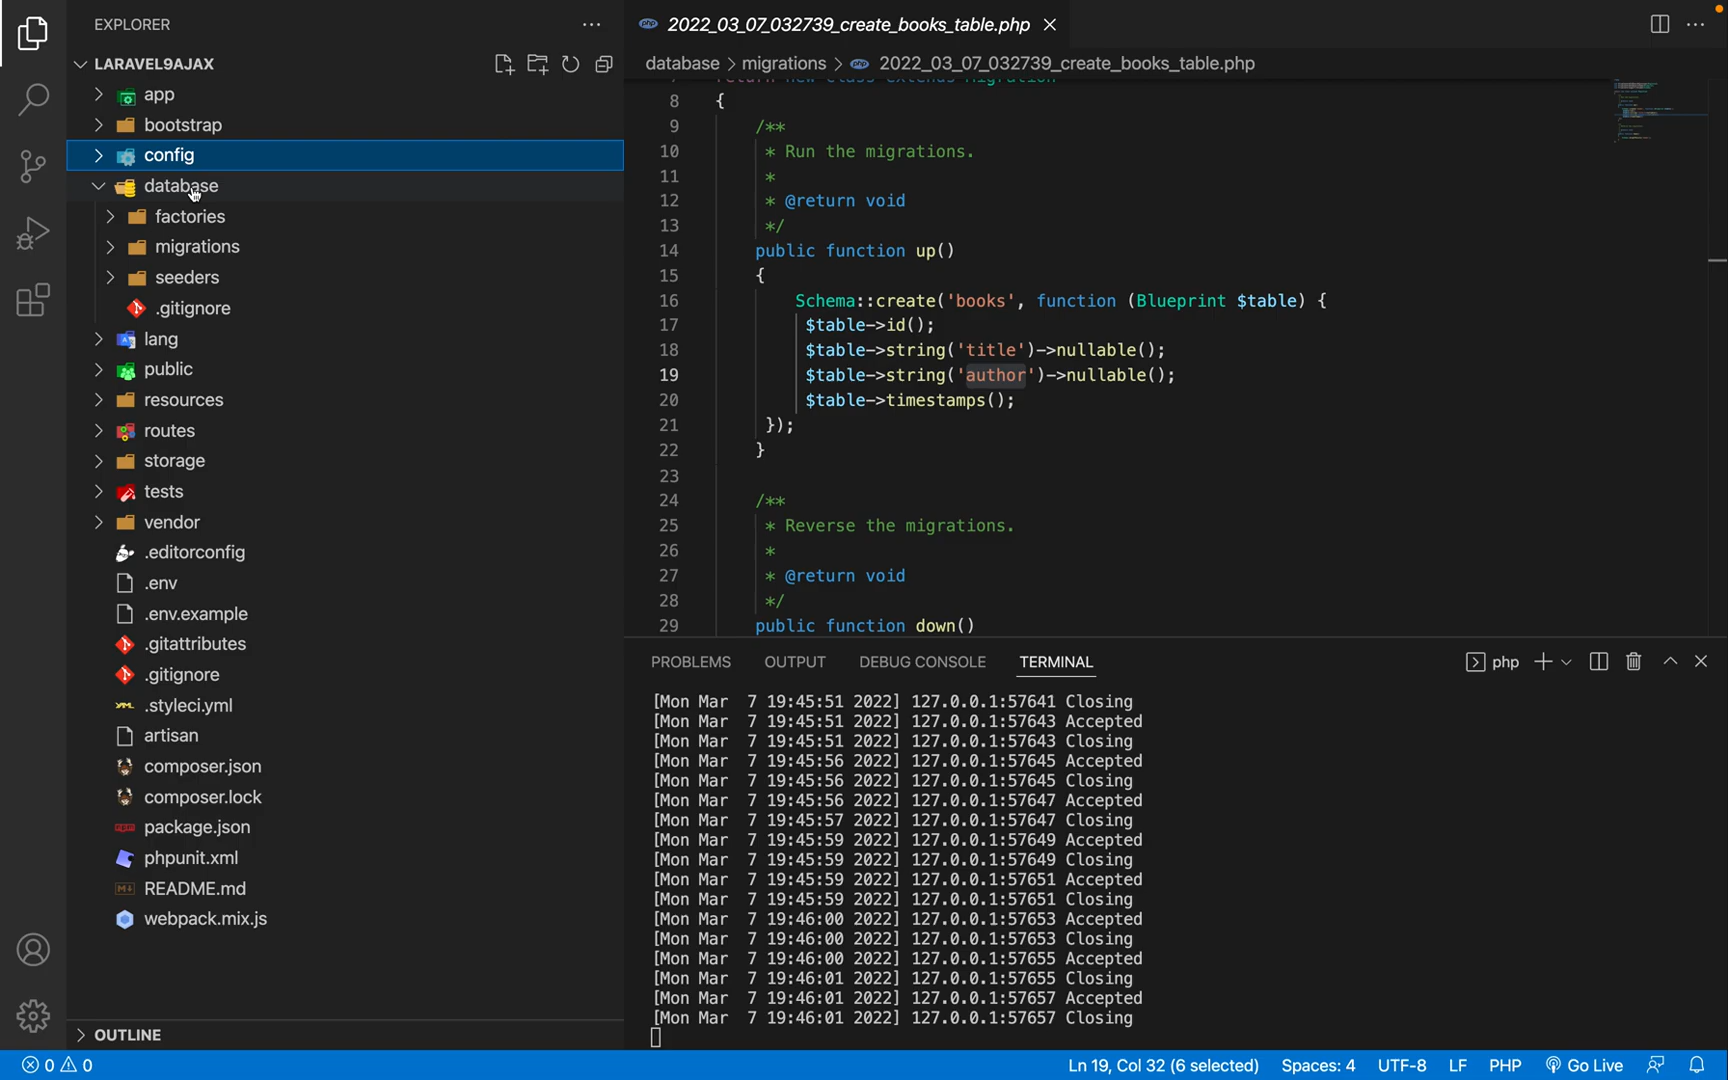 EXPLORER
LARAVEL9AJAX
app
bootstrap
config
database
factories
migrations
seeders
.gitignore
lang
public
resources
routes
storage
tests
vendor
.editorconfig
.env
.env.example
.gitattributes
.gitignore
.styleci.yml
artisan
composer.json
composer.lock
package.json
phpunit.xml
README.md
webpack.mix.js
OUTLINE
2022_03_07_032739_create_books_table.php
database > migrations > 2022_03_07_032739_create_books_table.php
return new class extends Migration
8 {
9 /**
10 * Run the migrations.
11 *
12 * @return void
13 */
14 public function up()
15 {
16 Schema::create('books', function (Blueprint $table) {
17 $table->id();
18 $table->string('title')->nullable();
19 $table->string('author')->nullable();
20 $table->timestamps();
21 });
22 }
23
24 /**
25 * Reverse the migrations.
26 *
27 * @return void
28 */
29 public function down()
PROBLEMS OUTPUT DEBUG CONSOLE TERMINAL php
[Mon Mar  7 19:45:51 2022] 127.0.0.1:57641 Closing
[Mon Mar  7 19:45:51 2022] 127.0.0.1:57643 Accepted
[Mon Mar  7 19:45:51 2022] 127.0.0.1:57643 Closing
[Mon Mar  7 19:45:56 2022] 127.0.0.1:57645 Accepted
[Mon Mar  7 19:45:56 2022] 127.0.0.1:57645 Closing
[Mon Mar  7 19:45:56 2022] 127.0.0.1:57647 Accepted
[Mon Mar  7 19:45:57 2022] 127.0.0.1:57647 Closing
[Mon Mar  7 19:45:59 2022] 127.0.0.1:57649 Accepted
[Mon Mar  7 19:45:59 2022] 127.0.0.1:57649 Closing
[Mon Mar  7 19:45:59 2022] 127.0.0.1:57651 Accepted
[Mon Mar  7 19:45:59 2022] 127.0.0.1:57651 Closing
[Mon Mar  7 19:46:00 2022] 127.0.0.1:57653 Accepted
[Mon Mar  7 19:46:00 2022] 127.0.0.1:57653 Closing
[Mon Mar  7 19:46:00 2022] 127.0.0.1:57655 Accepted
[Mon Mar  7 19:46:01 2022] 127.0.0.1:57655 Closing
[Mon Mar  7 19:46:01 2022] 127.0.0.1:57657 Accepted
[Mon Mar  7 19:46:01 2022] 127.0.0.1:57657 Closing
0 0 Ln 19, Col 32 (6 selected) Spaces: 4 UTF-8 LF PHP Go Live